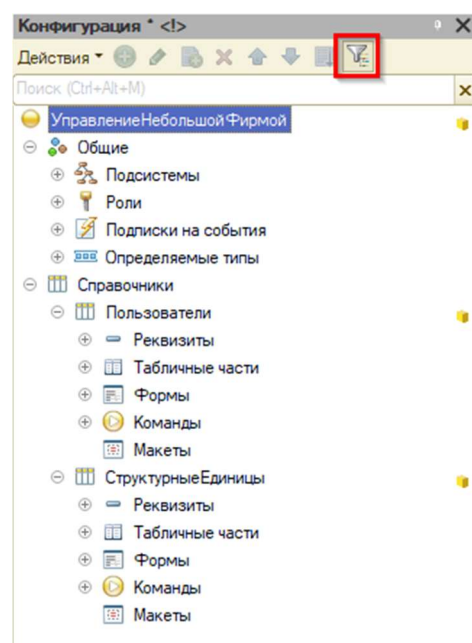 Конфигурация * <!>
Действия
Поиск (Ctrl+Alt+M)
УправлениеНебольшойФирмой
Общие
Подсистемы
Роли
Подписки на события
Определяемые типы
Справочники
Пользователи
Реквизиты
Табличные части
Формы
Команды
Макеты
СтруктурныеЕдиницы
Реквизиты
Табличные части
Формы
Команды
Макеты